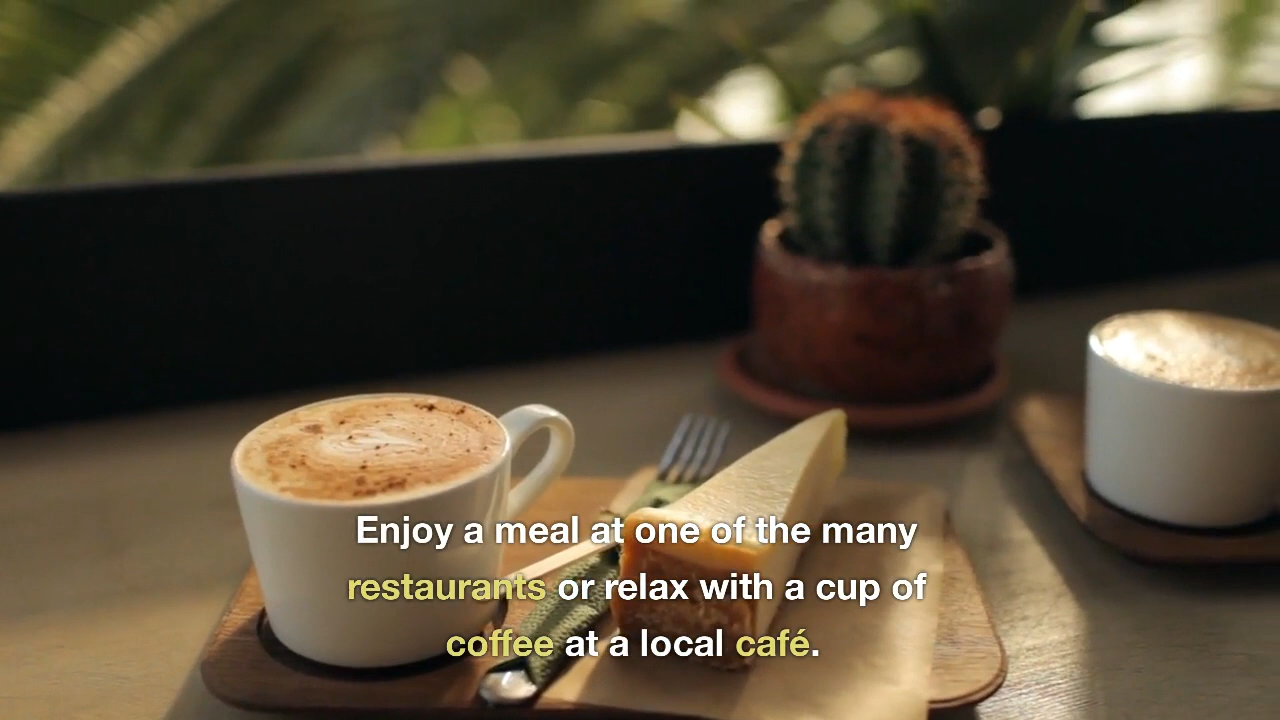 Enjoy a meal at one of the many
restaurants or relax with a cup of
coffee at a local café.